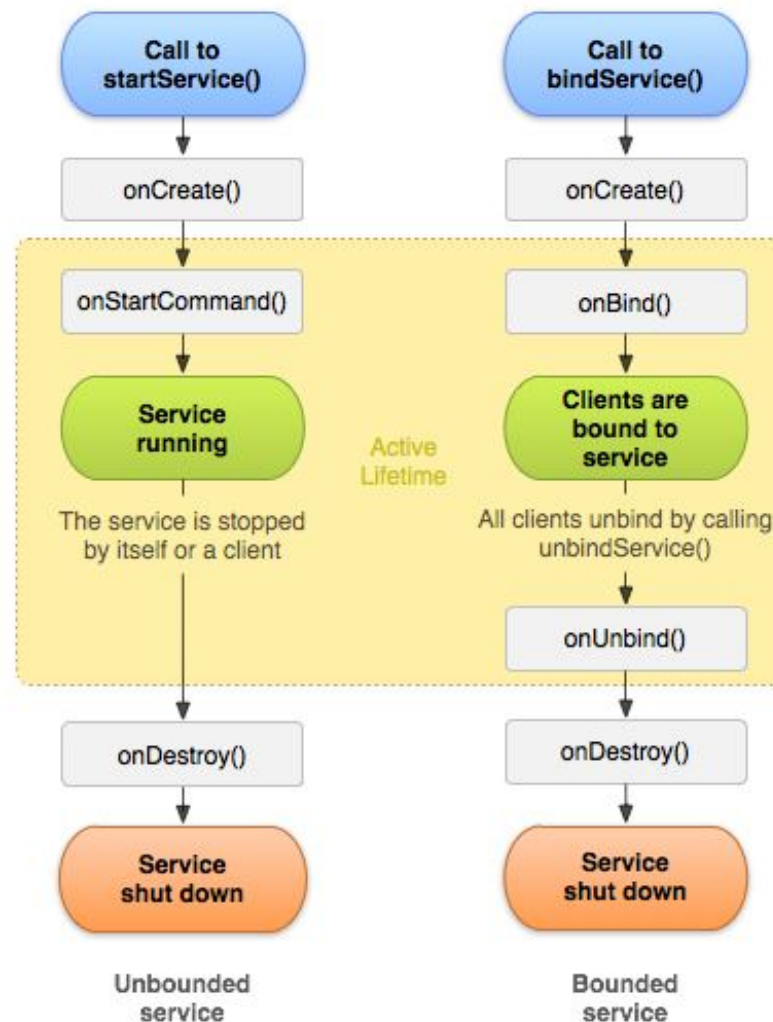 Call to
startService()
onCreate()
onStartCommand()
Service
running
The service is stopped
by itself or a client
onDestroy()
Service
shut down
Unbounded
service
Active
Lifetime
Call to
bindService()
onCreate()
onBind()
Clients are
bound to
service
All clients unbind by calling
unbindService()
onUnbind()
onDestroy()
Service
shut down
Bounded
service